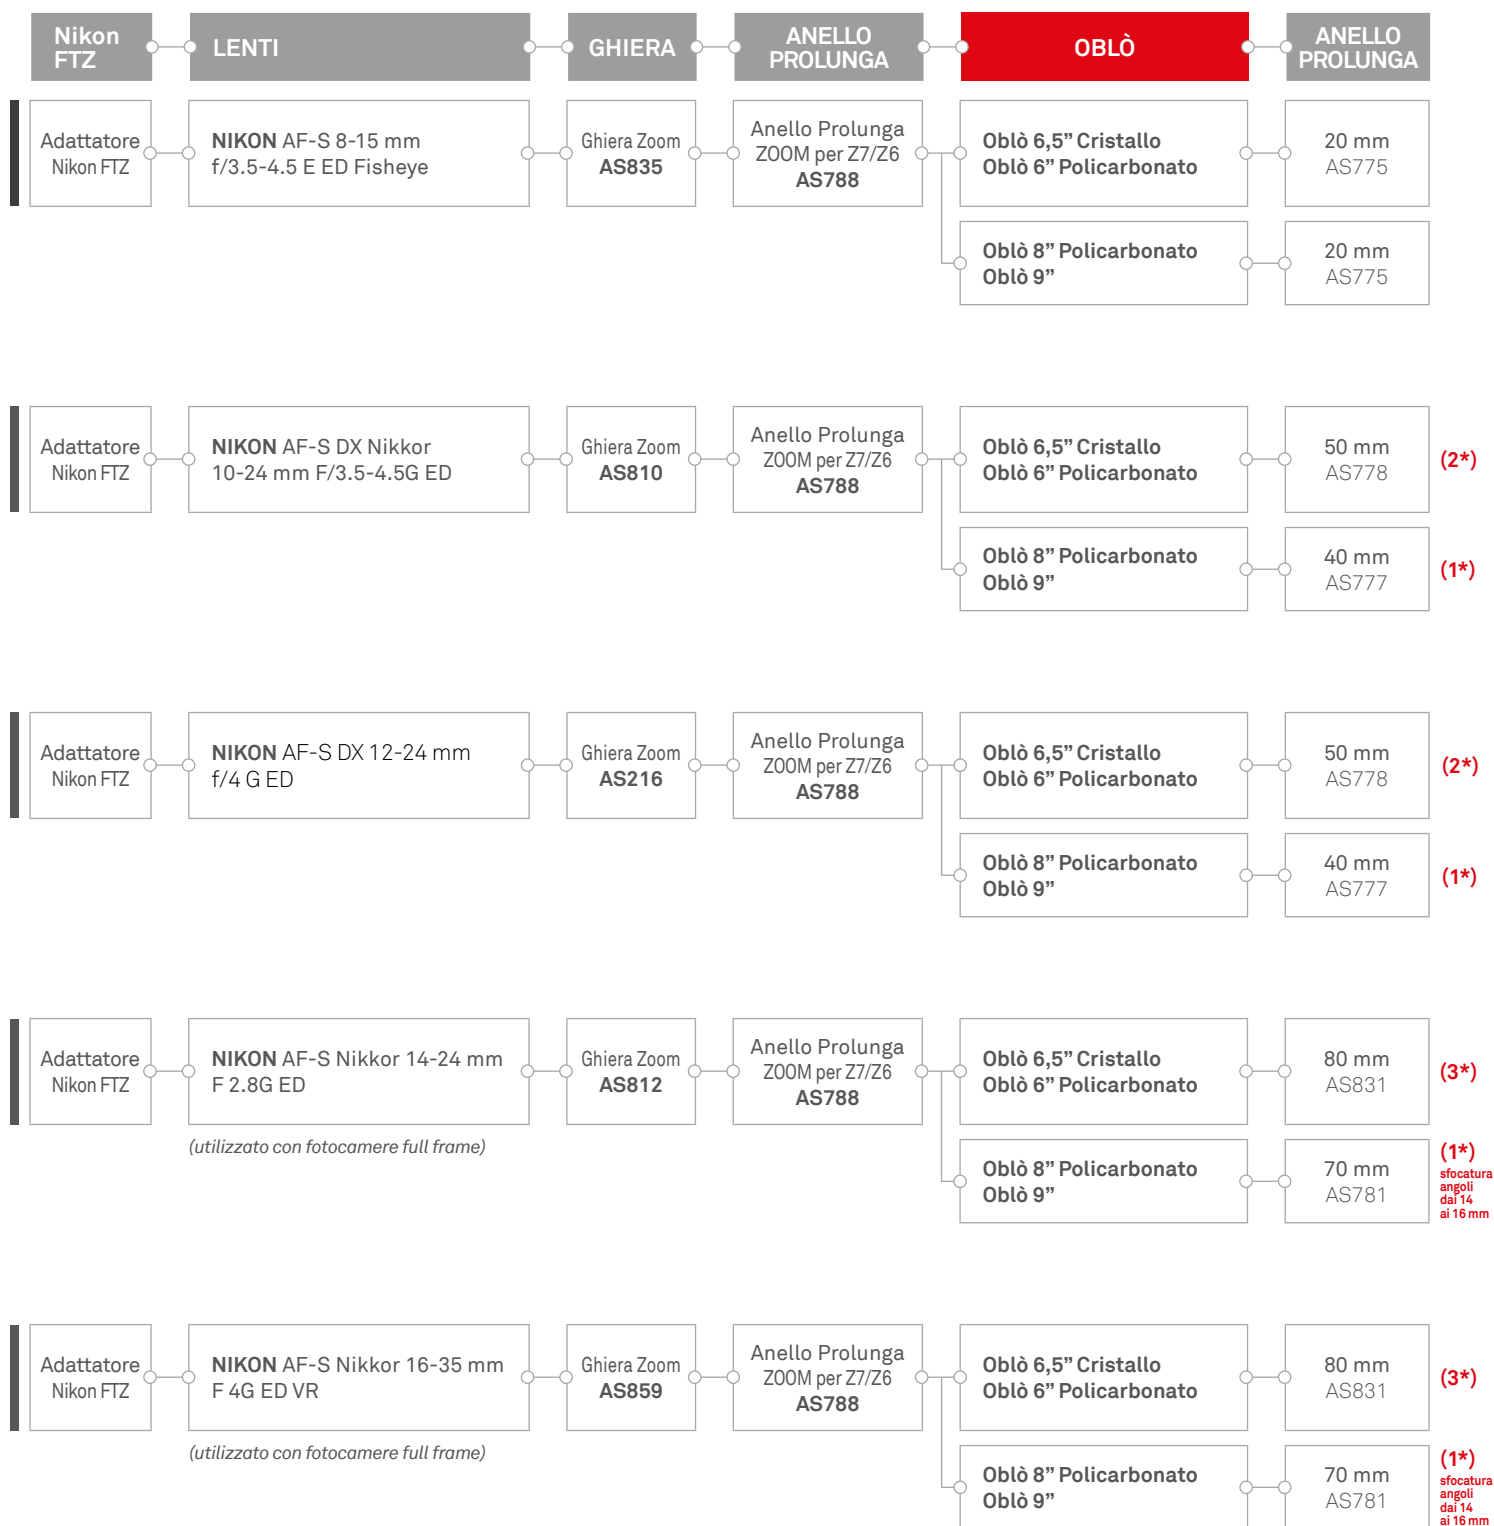 Nikon
FTZ
LENTI
GHIERA
ANELLO
PROLUNGA
OBLÒ
ANELLO
PROLUNGA
Adattatore
Nikon FTZ
NIKON AF-S 8-15 mm
f/3.5-4.5 E ED Fisheye
Ghiera Zoom
AS835
Anello Prolunga
ZOOM per Z7/Z6
AS788
Oblò 6,5” Cristallo
Oblò 6” Policarbonato
20 mm
AS775
Oblò 8” Policarbonato
Oblò 9”
20 mm
AS775
Adattatore
Nikon FTZ
NIKON AF-S DX Nikkor
10-24 mm F/3.5-4.5G ED
Ghiera Zoom
AS810
Anello Prolunga
ZOOM per Z7/Z6
AS788
Oblò 6,5” Cristallo
Oblò 6” Policarbonato
50 mm
AS778
(2*)
Oblò 8” Policarbonato
Oblò 9”
40 mm
AS777
(1*)
Adattatore
Nikon FTZ
NIKON AF-S DX 12-24 mm
f/4 G ED
Ghiera Zoom
AS216
Anello Prolunga
ZOOM per Z7/Z6
AS788
Oblò 6,5” Cristallo
Oblò 6” Policarbonato
50 mm
AS778
(2*)
Oblò 8” Policarbonato
Oblò 9”
40 mm
AS777
(1*)
Adattatore
Nikon FTZ
NIKON AF-S Nikkor 14-24 mm
F 2.8G ED
(utilizzato con fotocamere full frame)
Ghiera Zoom
AS812
Anello Prolunga
ZOOM per Z7/Z6
AS788
Oblò 6,5” Cristallo
Oblò 6” Policarbonato
80 mm
AS831
(3*)
Oblò 8” Policarbonato
Oblò 9”
70 mm
AS781
(1*)
sfocatura
angoli
dai 14
ai 16 mm
Adattatore
Nikon FTZ
NIKON AF-S Nikkor 16-35 mm
F 4G ED VR
(utilizzato con fotocamere full frame)
Ghiera Zoom
AS859
Anello Prolunga
ZOOM per Z7/Z6
AS788
Oblò 6,5” Cristallo
Oblò 6” Policarbonato
80 mm
AS831
(3*)
Oblò 8” Policarbonato
Oblò 9”
70 mm
AS781
(1*)
sfocatura
angoli
dai 14
ai 16 mm